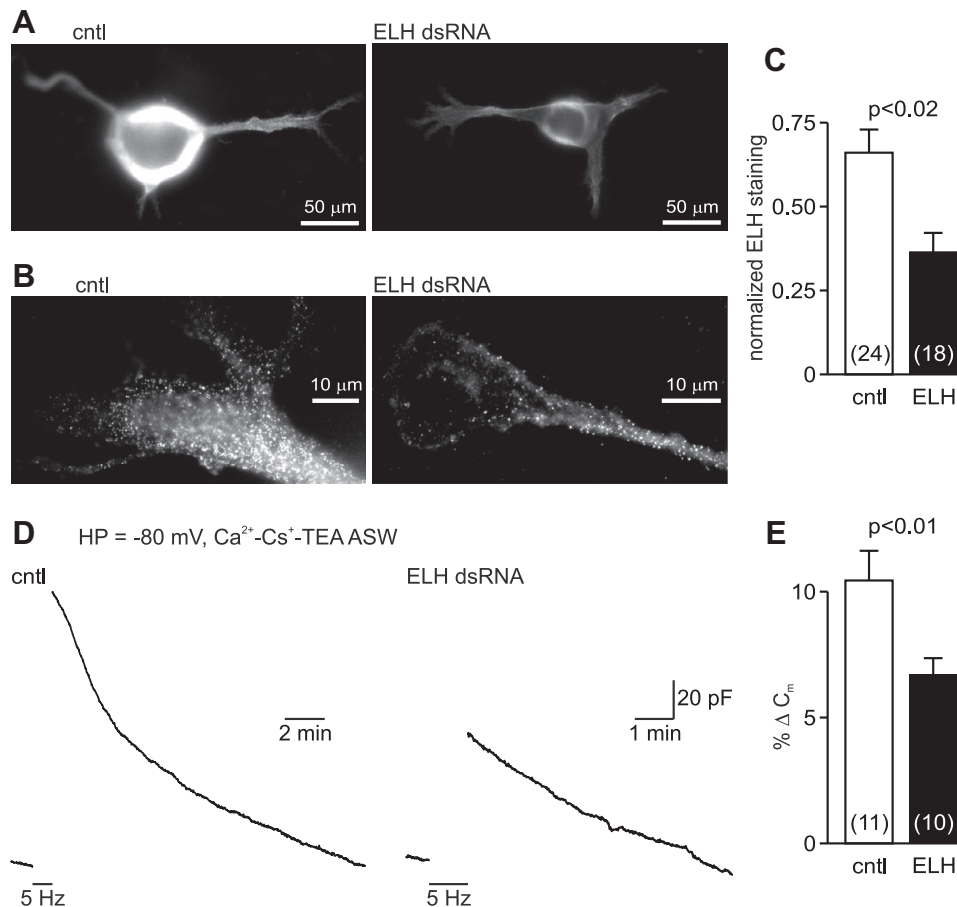 A
cntl
ELH dsRNA
50 μm
50 μm
B
cntl
ELH dsRNA
10 μm
10 μm
C
p<0.02
normalized ELH staining
0.75
0.50
0.25
0
(24)
(18)
cntl
ELH
D
HP = -80 mV, Ca²⁺-Cs⁺-TEA ASW
cntl
ELH dsRNA
2 min
20 pF
1 min
5 Hz
5 Hz
E
p<0.01
% Δ Cₘ
10
5
0
(11)
(10)
cntl
ELH